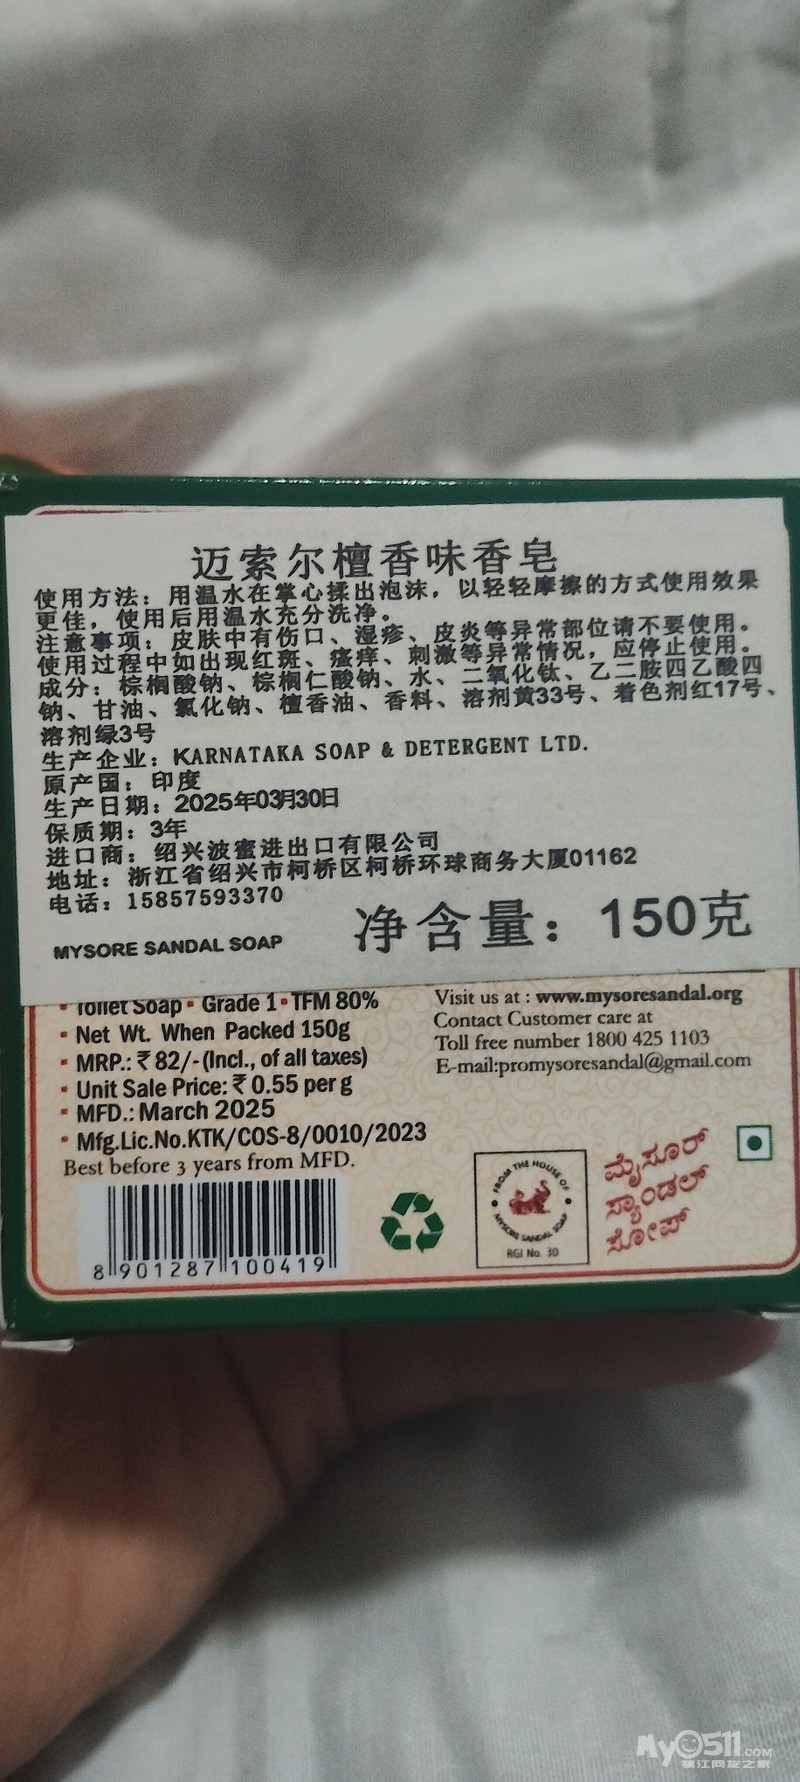 迈索尔檀香味香皂
使用方法：用温水在掌心揉出泡沫，以轻轻摩擦的方式使用效果
更佳，使用后用温水充分洗净。
注意事项：皮肤中有伤口、湿疹、皮炎等异常部位请不要使用。
使用过程中如出现红斑、瘙痒、刺激等异常情况，应停止使用。
成分：棕榈酸钠、棕榈仁酸钠、水、二氧化钛、乙二胺四乙酸四
钠、甘油、氯化钠、檀香油、香料、溶剂黄33号、着色剂红17号、
溶剂绿3号
生产企业：KARNATAKA SOAP & DETERGENT LTD.
原产国：印度
生产日期：2025年03月30日
保质期：3年
进口商：绍兴波蜜进出口有限公司
地址：浙江省绍兴市柯桥区柯桥环球商务大厦01162
电话：15857593370
净含量：150克
MYSORE SANDAL SOAP
Toilet Soap ▪ Grade 1 ▪ TFM 80%
▪ Net Wt. When Packed 150g
▪ MRP.: ₹ 82/- (Incl., of all taxes)
▪ Unit Sale Price: ₹ 0.55 per g
▪ MFD.: March 2025
▪ Mfg.Lic.No.KTK/COS-8/0010/2023
Best before 3 years from MFD.
8 901287 100419
Visit us at : www.mysoresandal.org
Contact Customer care at
Toll free number 1800 425 1103
E-mail:promysoresandal@gmail.com
FROM THE HOUSE OF
MYSORE SANDAL SOAP
RGI No. 30
ಮೈಸೂರ್
ಸ್ಯಾಂಡಲ್
ಸೋಪ್
My0511.COM
镇江网友之家